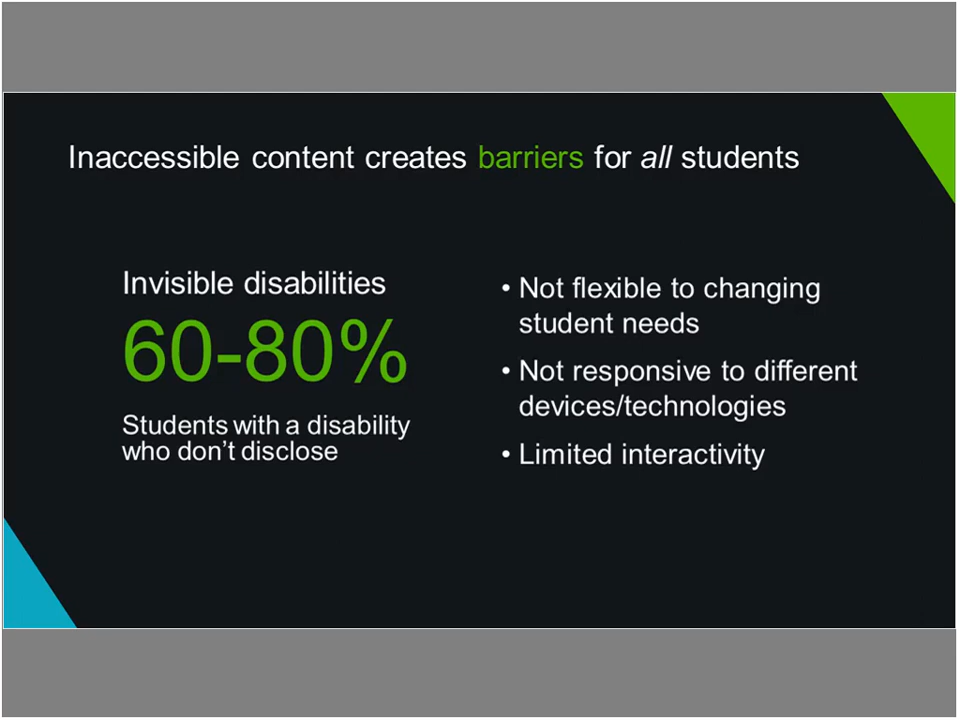 Inaccessible content creates barriers for all students
Invisible disabilities
60-80%
Students with a disability
who don’t disclose
• Not flexible to changing
student needs
• Not responsive to different
devices/technologies
• Limited interactivity